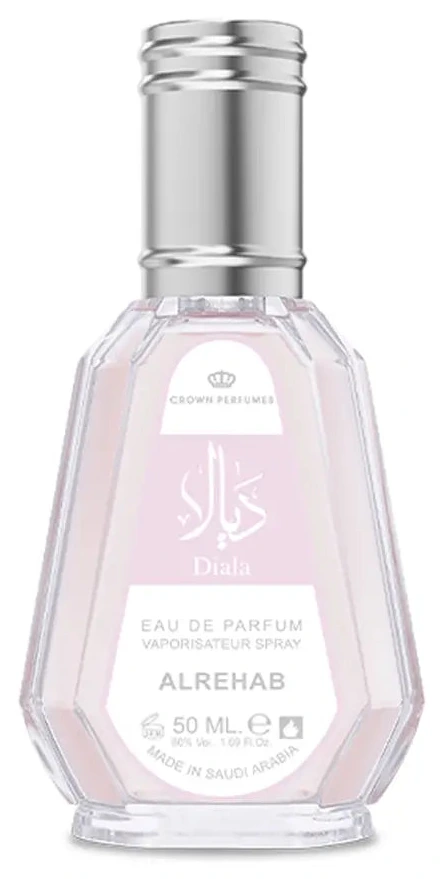 CROWN PERFUMES
ديالا
Diala
EAU DE PARFUM
VAPORISATEUR SPRAY
ALREHAB
50 ML. e
80% Vol. 1.69 Fl.Oz.
MADE IN SAUDI ARABIA